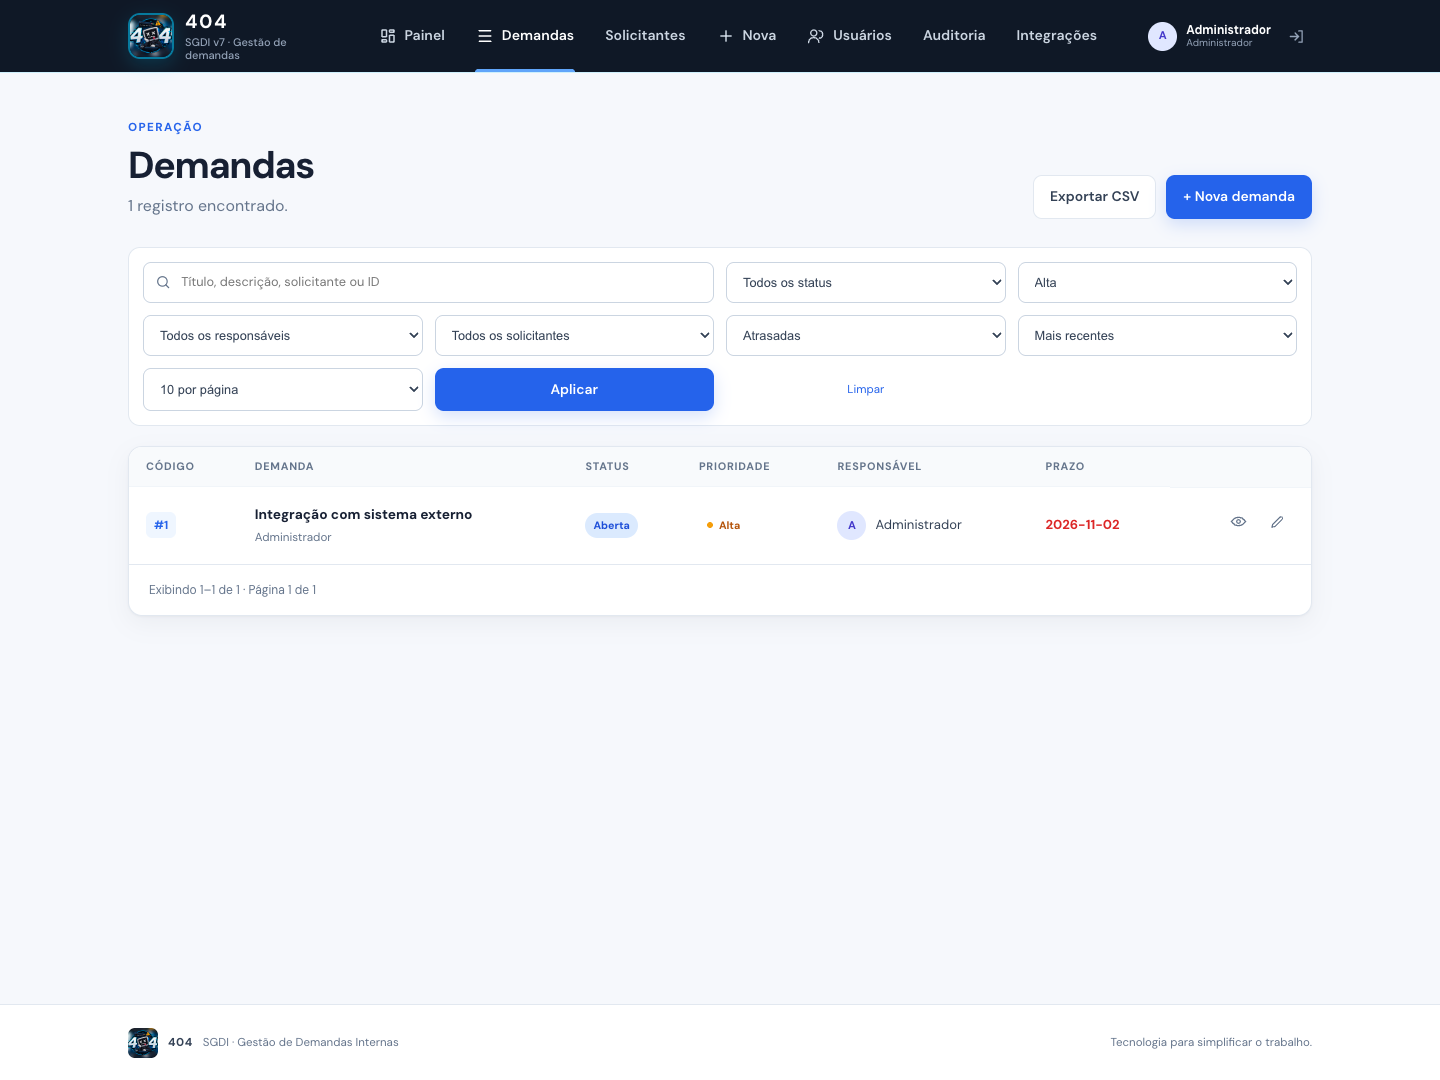 404
SGDI v7 · Gestão de
demandas
Painel
Demandas
Solicitantes
Nova
Usuários
Auditoria
Integrações
A
Administrador
Administrador
OPERAÇÃO
Demandas
1 registro encontrado.
Exportar CSV
+ Nova demanda
Título, descrição, solicitante ou ID
Todos os status
Alta
Todos os responsáveis
Todos os solicitantes
Atrasadas
Mais recentes
10 por página
Aplicar
Limpar
CÓDIGO DEMANDA STATUS PRIORIDADE RESPONSÁVEL PRAZO
#1
Integração com sistema externo
Administrador
Aberta
Alta
A
Administrador
2026-11-02
Exibindo 1–1 de 1 · Página 1 de 1
404
404 SGDI · Gestão de Demandas Internas
Tecnologia para simplificar o trabalho.